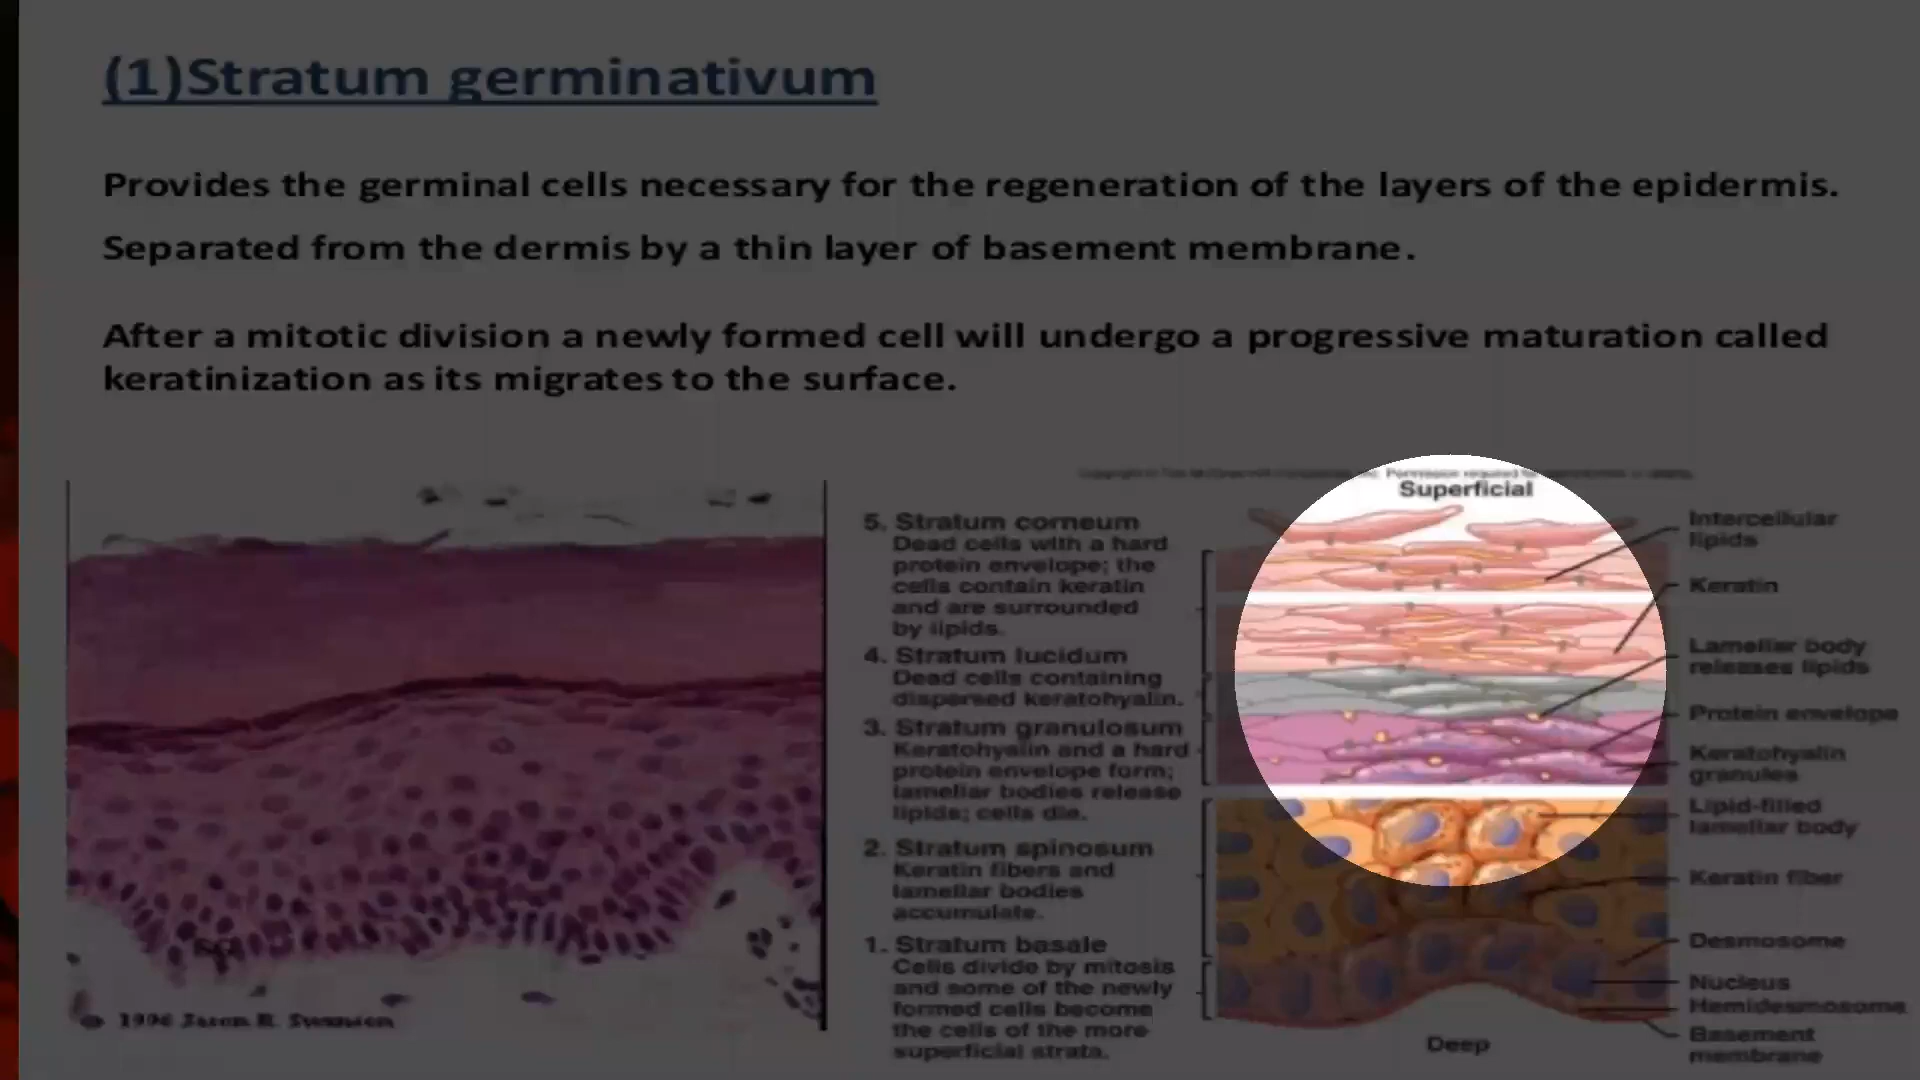 (1)Stratum germinativum
Provides the germinal cells necessary for the regeneration of the layers of the epidermis.
Separated from the dermis by a thin layer of basement membrane.
After a mitotic division a newly formed cell will undergo a progressive maturation called
keratinization as its migrates to the surface.
Superficial
5. Stratum corneum
Dead cells with a hard
protein envelope; the
cells contain keratin
and are surrounded
by lipids.
4. Stratum lucidum
Dead cells containing
dispersed keratohyalin.
3. Stratum granulosum
Keratohyalin and a hard
protein envelope form;
lamellar bodies release
lipids; cells die.
2. Stratum spinosum
Keratin fibers and
lamellar bodies
accumulate.
1. Stratum basale
Cells divide by mitosis
and some of the newly
formed cells become
the cells of the more
superficial strata.
Intercellular
lipids
Keratin
Lamellar body
releases lipids
Protein envelope
Keratohyalin
granules
Lipid-filled
lamellar body
Keratin fiber
Desmosome
Nucleus
Hemidesmosome
Basement
membrane
Deep
© 1996 Jason R. Swanson